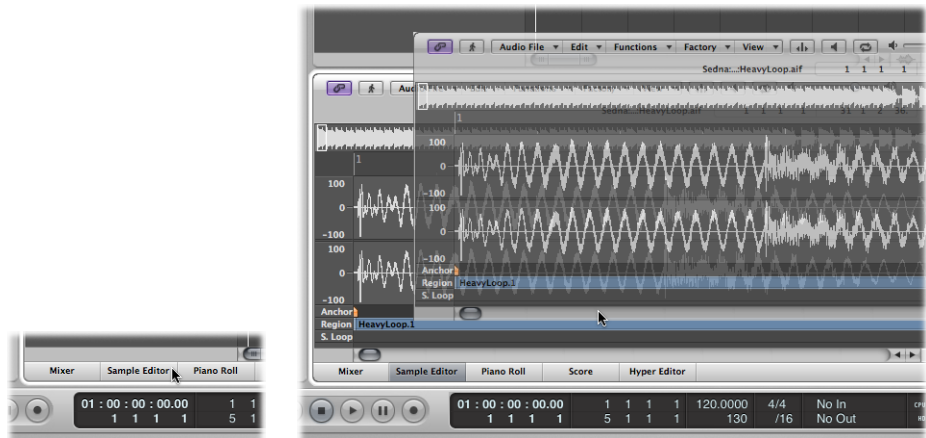 Mixer Sample Editor Piano Roll
01 : 00 : 00 : 00.00 1 1
1 1 1 1 5 1
Audio File Edit Functions Factory View
Sedna:...:HeavyLoop.aif 1 1 1 1
Au
1
1
100
0
-100
100
0
-100
Anchor
Region HeavyLoop.1
S. Loop
100
0
-100
100
0
-100
Anchor
Region HeavyLoop.1
S. Loop
Mixer Sample Editor Piano Roll Score Hyper Editor
01 : 00 : 00 : 00.00 1 1 1 1 120.0000 4/4 No In
1 1 1 1 5 1 1 1 130 /16 No Out